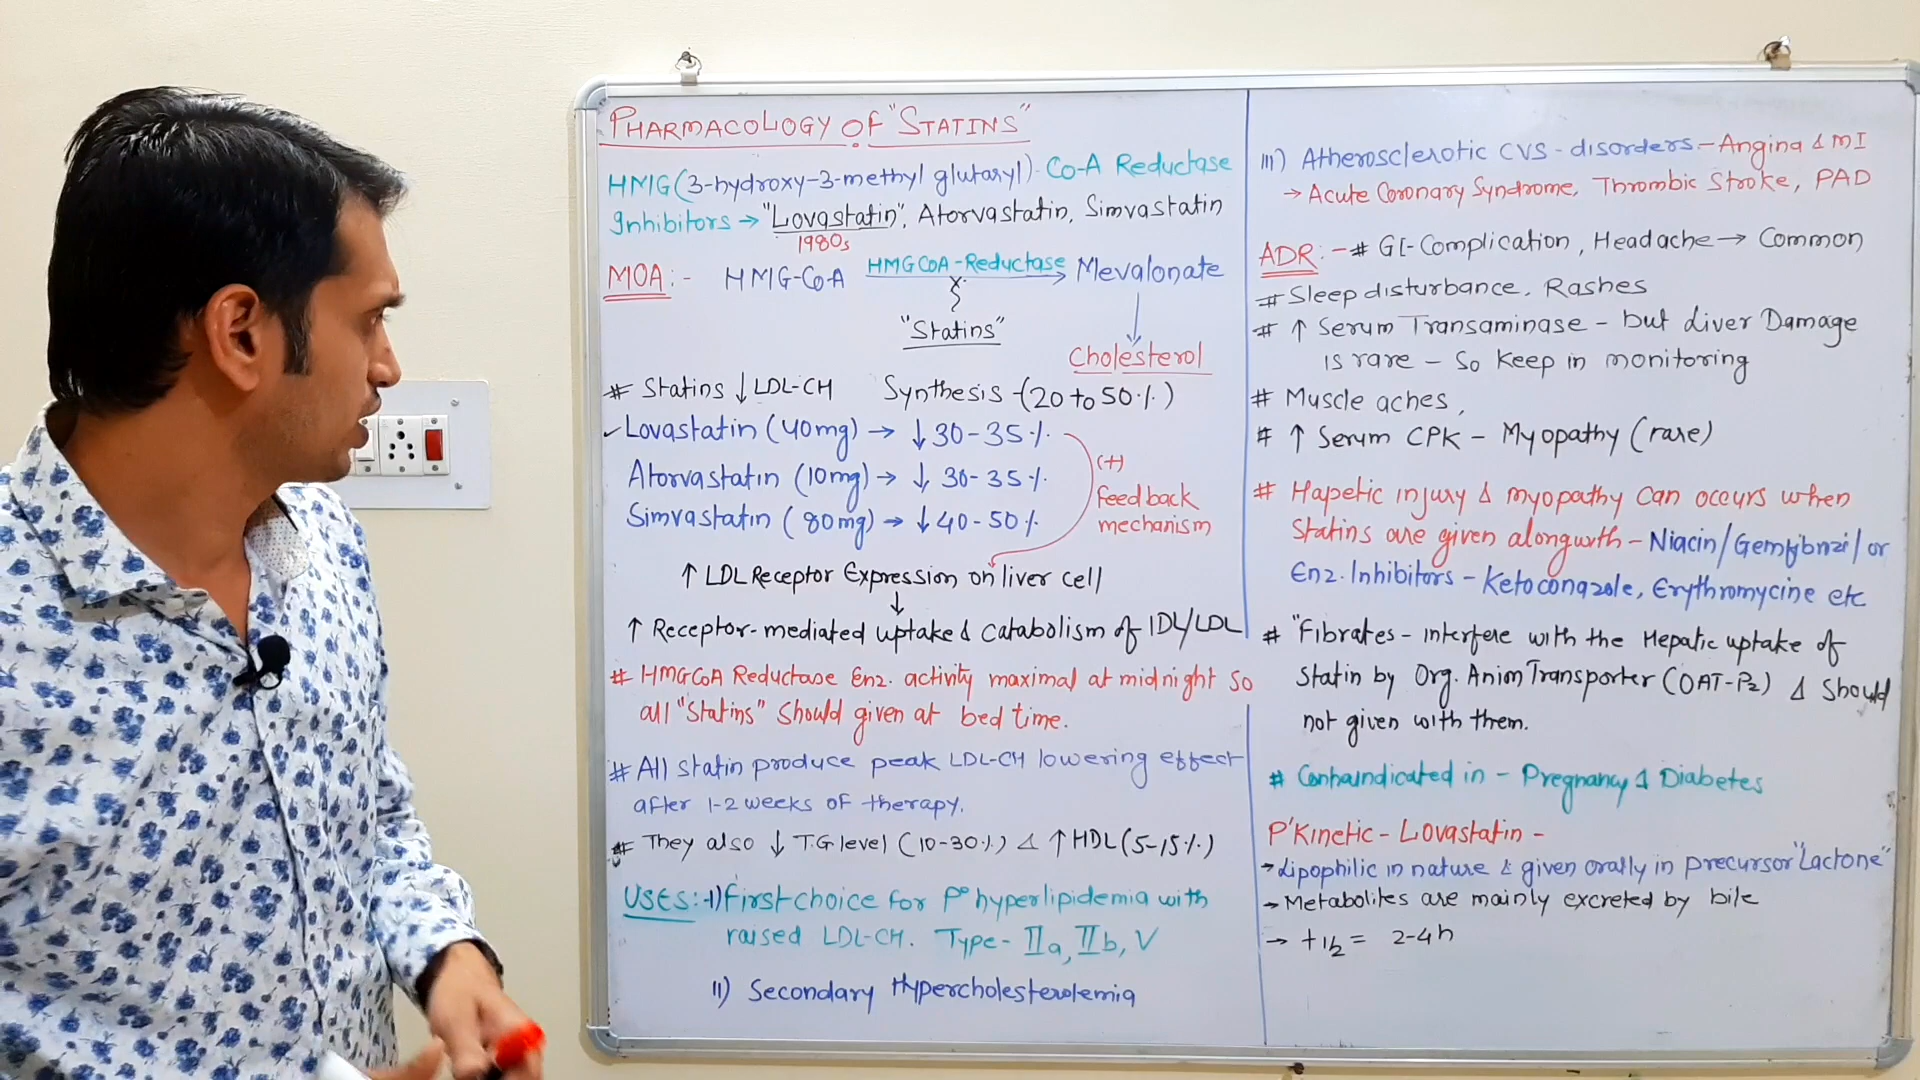 PHARMACOLOGY OF "STATINS"
HMG (3-hydroxy-3-methyl glutaryl)- Co-A Reductase
Inhibitors → "Lovastatin", Atorvastatin, Simvastatin
1980s
MOA:- HMG-CoA HMGCoA-Reductase → Mevalonate
x
"Statins"
Cholesterol
# Statins ↓ LDL-CH Synthesis -(20 to 50%)
✓ Lovastatin (40mg) → ↓ 30-35%
Atorvastatin (10mg) → ↓ 30-35%
Simvastatin (80mg) → ↓ 40-50%
(+)
feedback
mechanism
↑ LDL Receptor Expression on liver cell
↓
↑ Receptor-mediated uptake & catabolism of IDL/LDL
# HMGCoA Reductase Enz. activity maximal at midnight so
all "Statins" should given at bed time.
# All statin produce peak LDL-CH lowering effect
after 1-2 weeks of therapy.
# They also ↓ T.G level (10-30%) & ↑ HDL (5-15%)
USES:- I) First choice for P° hyperlipidemia with
raised LDL-CH. Type- IIa, IIb, V
II) Secondary Hypercholesterolemia
III) Atherosclerotic CVS-disorders - Angina & MI
→ Acute Coronary Syndrome, Thrombic Stroke, PAD
ADR:- # GI-Complication, Headache → Common
# Sleep disturbance, Rashes
# ↑ Serum Transaminase - but Liver Damage
is rare - So keep in monitoring
# Muscle aches,
# ↑ Serum CPK - Myopathy (rare)
# Hapetic injury & myopathy can occurs when
statins are given alongwith - Niacin/Gemfibrozil/or
Enz. Inhibitors - Ketoconazole, Erythromycine etc
# "Fibrates - interfere with the Hepatic uptake of
statin by Org. Anion Transporter (OAT-P2) & should
not given with them.
# Contraindicated in - Pregnancy & Diabetes
P'Kinetic - Lovastatin -
→ Lipophilic in nature & given orally in precursor "Lactone"
→ Metabolites are mainly excreted by bile
→ t1/2 = 2-4h